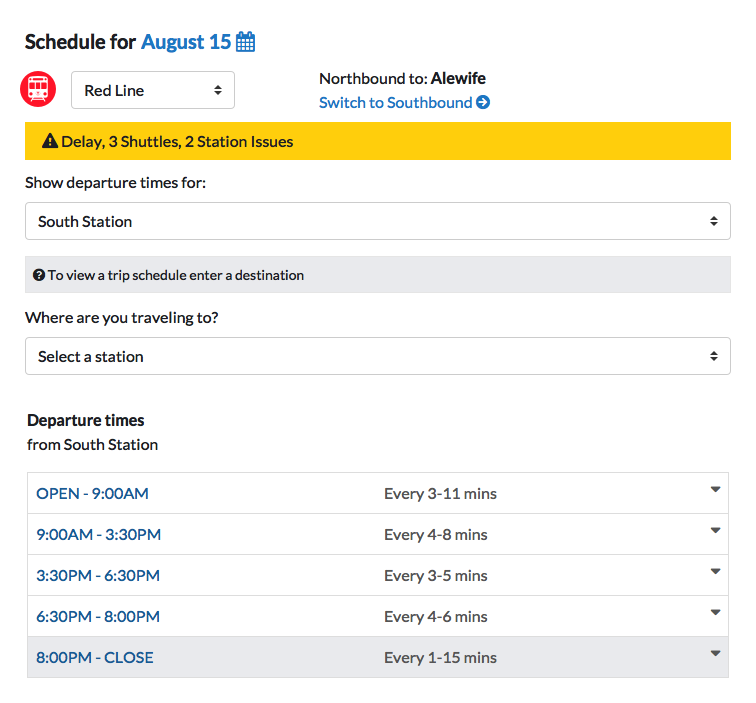 Schedule for August 15
Red Line
Northbound to: Alewife
Switch to Southbound
Delay, 3 Shuttles, 2 Station Issues
Show departure times for:
South Station
To view a trip schedule enter a destination
Where are you traveling to?
Select a station
Departure times
from South Station
OPEN - 9:00AM Every 3-11 mins
9:00AM - 3:30PM Every 4-8 mins
3:30PM - 6:30PM Every 3-5 mins
6:30PM - 8:00PM Every 4-6 mins
8:00PM - CLOSE Every 1-15 mins